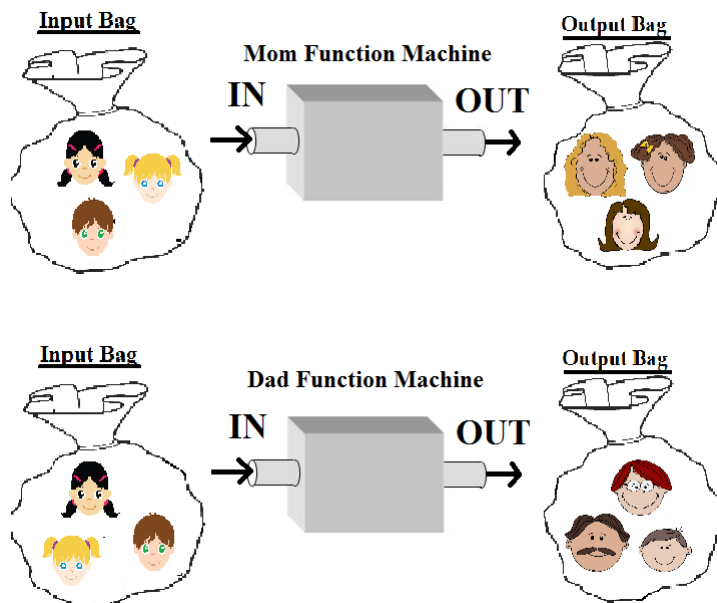 Input Bag
Output Bag
Mom Function Machine
IN
OUT
Input Bag
Output Bag
Dad Function Machine
IN
OUT